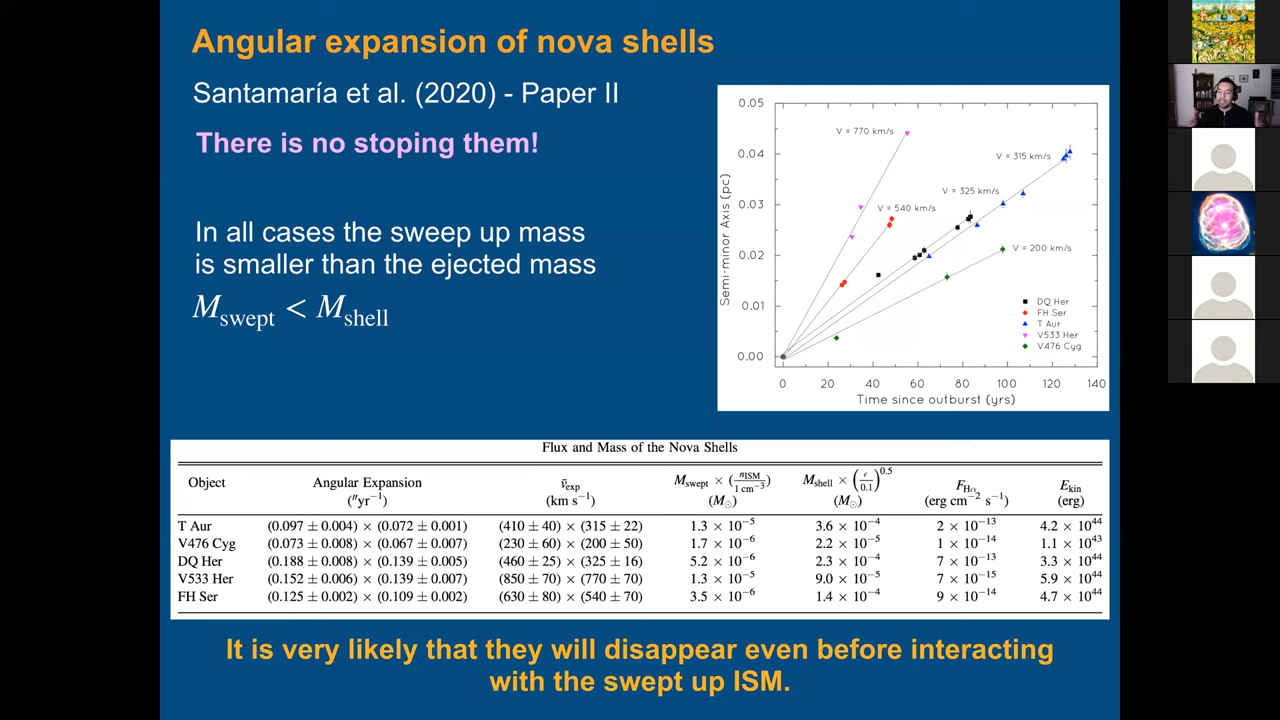 Angular expansion of nova shells
Santamaría et al. (2020) - Paper II
There is no stoping them!
In all cases the sweep up mass
is smaller than the ejected mass
M_swept < M_shell
0.05
0.04
0.03
0.02
0.01
0.00
Semi-minor Axis (pc)
V = 770 km/s
V = 315 km/s
V = 325 km/s
V = 540 km/s
V = 200 km/s
DQ Her
FH Ser
T Aur
V533 Her
V476 Cyg
0 20 40 60 80 100 120 140
Time since outburst (yrs)
Flux and Mass of the Nova Shells
Object Angular Expansion (″yr⁻¹) v̄_exp (km s⁻¹) M_swept × (n_ISM / 1 cm⁻³) (M☉) M_shell × (ε / 0.1)^0.5 (M☉) F_Hα (erg cm⁻² s⁻¹) E_kin (erg)
T Aur (0.097 ± 0.004) × (0.072 ± 0.001) (410 ± 40) × (315 ± 22) 1.3 × 10⁻⁵ 3.6 × 10⁻⁴ 2 × 10⁻¹³ 4.2 × 10⁴⁴
V476 Cyg (0.073 ± 0.008) × (0.067 ± 0.007) (230 ± 60) × (200 ± 50) 1.7 × 10⁻⁶ 2.2 × 10⁻⁵ 1 × 10⁻¹⁴ 1.1 × 10⁴³
DQ Her (0.188 ± 0.008) × (0.139 ± 0.005) (460 ± 25) × (325 ± 16) 5.2 × 10⁻⁶ 2.3 × 10⁻⁴ 7 × 10⁻¹³ 3.3 × 10⁴⁴
V533 Her (0.152 ± 0.006) × (0.139 ± 0.007) (850 ± 70) × (770 ± 70) 1.3 × 10⁻⁵ 9.0 × 10⁻⁵ 7 × 10⁻¹⁵ 5.9 × 10⁴⁴
FH Ser (0.125 ± 0.002) × (0.109 ± 0.002) (630 ± 80) × (540 ± 70) 3.5 × 10⁻⁶ 1.4 × 10⁻⁴ 9 × 10⁻¹⁴ 4.7 × 10⁴⁴
It is very likely that they will disappear even before interacting
with the swept up ISM.